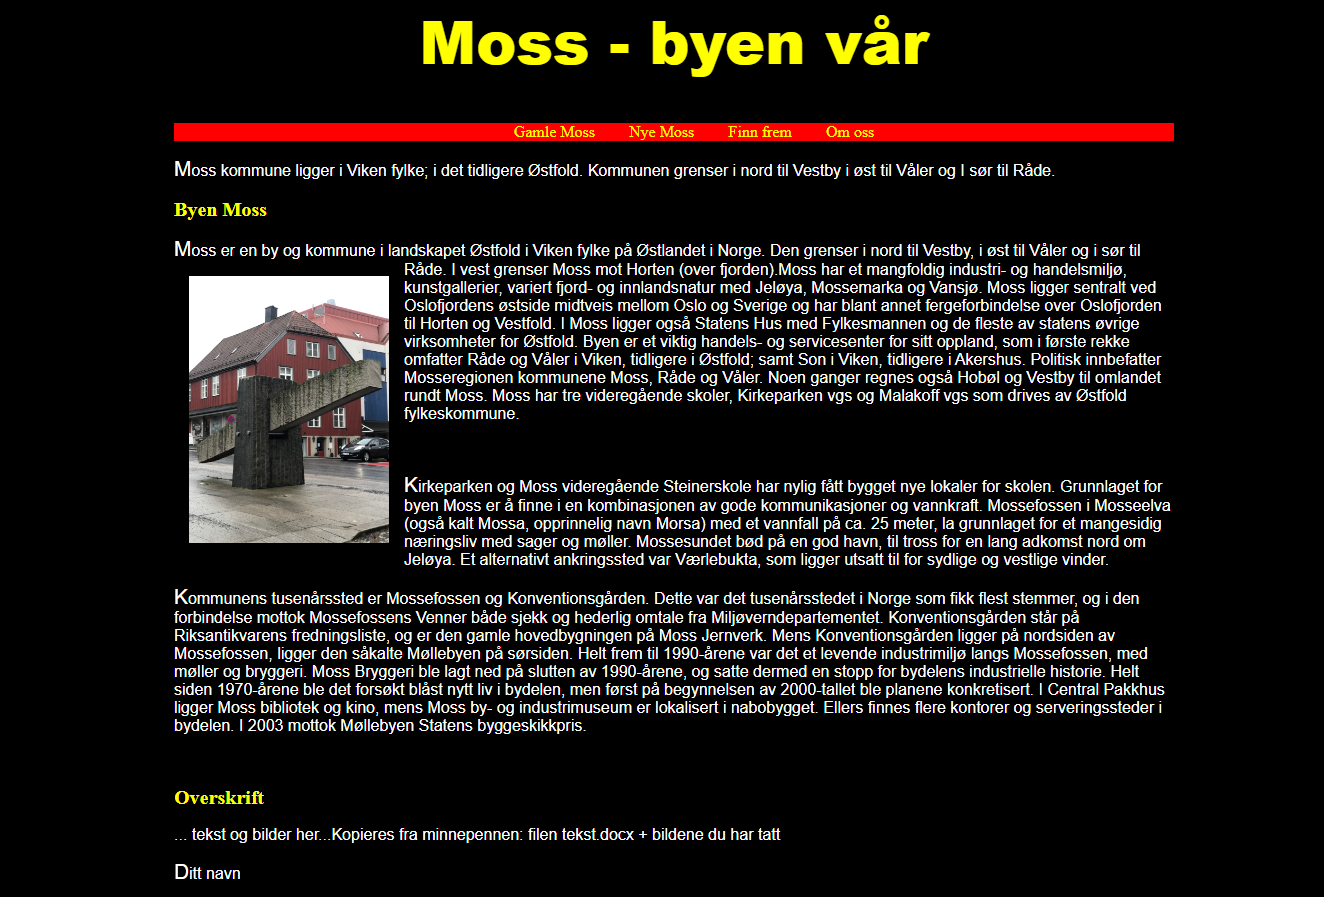 Moss - byen vår
Gamle Moss Nye Moss Finn frem Om oss
Moss kommune ligger i Viken fylke; i det tidligere Østfold. Kommunen grenser i nord til Vestby i øst til Våler og I sør til Råde.
Byen Moss
Moss er en by og kommune i landskapet Østfold i Viken fylke på Østlandet i Norge. Den grenser i nord til Vestby, i øst til Våler og i sør til
Råde. I vest grenser Moss mot Horten (over fjorden).Moss har et mangfoldig industri- og handelsmiljø,
kunstgallerier, variert fjord- og innlandsnatur med Jeløya, Mossemarka og Vansjø. Moss ligger sentralt ved
Oslofjordens østside midtveis mellom Oslo og Sverige og har blant annet fergeforbindelse over Oslofjorden
til Horten og Vestfold. I Moss ligger også Statens Hus med Fylkesmannen og de fleste av statens øvrige
virksomheter for Østfold. Byen er et viktig handels- og servicesenter for sitt oppland, som i første rekke
omfatter Råde og Våler i Viken, tidligere i Østfold; samt Son i Viken, tidligere i Akershus. Politisk innbefatter
Mosseregionen kommunene Moss, Råde og Våler. Noen ganger regnes også Hobøl og Vestby til omlandet
rundt Moss. Moss har tre videregående skoler, Kirkeparken vgs og Malakoff vgs som drives av Østfold
fylkeskommune.
Kirkeparken og Moss videregående Steinerskole har nylig fått bygget nye lokaler for skolen. Grunnlaget for
byen Moss er å finne i en kombinasjonen av gode kommunikasjoner og vannkraft. Mossefossen i Mosseelva
(også kalt Mossa, opprinnelig navn Morsa) med et vannfall på ca. 25 meter, la grunnlaget for et mangesidig
næringsliv med sager og møller. Mossesundet bød på en god havn, til tross for en lang adkomst nord om
Jeløya. Et alternativt ankringssted var Værlebukta, som ligger utsatt til for sydlige og vestlige vinder.
Kommunens tusenårssted er Mossefossen og Konventionsgården. Dette var det tusenårsstedet i Norge som fikk flest stemmer, og i den
forbindelse mottok Mossefossens Venner både sjekk og hederlig omtale fra Miljøverndepartementet. Konventionsgården står på
Riksantikvarens fredningsliste, og er den gamle hovedbygningen på Moss Jernverk. Mens Konventionsgården ligger på nordsiden av
Mossefossen, ligger den såkalte Møllebyen på sørsiden. Helt frem til 1990-årene var det et levende industrimiljø langs Mossefossen, med
møller og bryggeri. Moss Bryggeri ble lagt ned på slutten av 1990-årene, og satte dermed en stopp for bydelens industrielle historie. Helt
siden 1970-årene ble det forsøkt blåst nytt liv i bydelen, men først på begynnelsen av 2000-tallet ble planene konkretisert. I Central Pakkhus
ligger Moss bibliotek og kino, mens Moss by- og industrimuseum er lokalisert i nabobygget. Ellers finnes flere kontorer og serveringssteder i
bydelen. I 2003 mottok Møllebyen Statens byggeskikkpris.
Overskrift
... tekst og bilder her...Kopieres fra minnepennen: filen tekst.docx + bildene du har tatt
Ditt navn